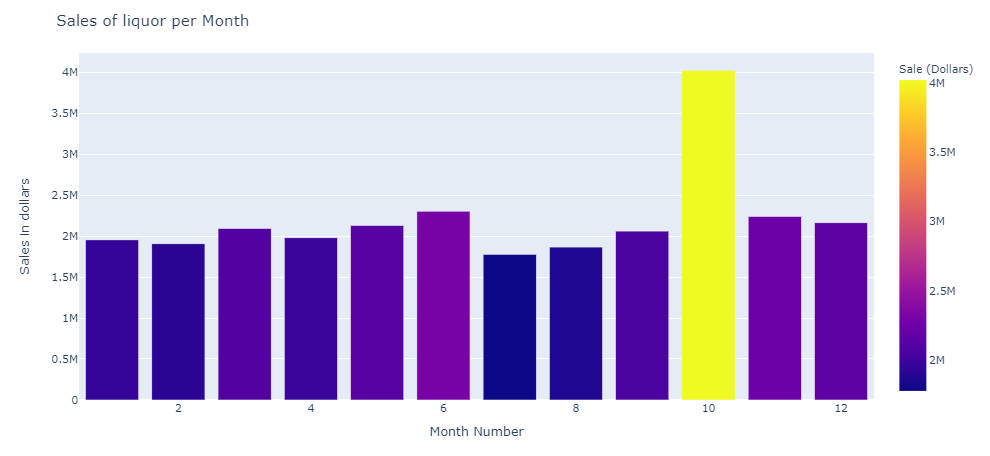 Sales of liquor per Month
Sales In dollars
4M
3.5M
3M
2.5M
2M
1.5M
1M
0.5M
0
2 4 6 8 10 12
Month Number
Sale (Dollars)
4M
3.5M
3M
2.5M
2M